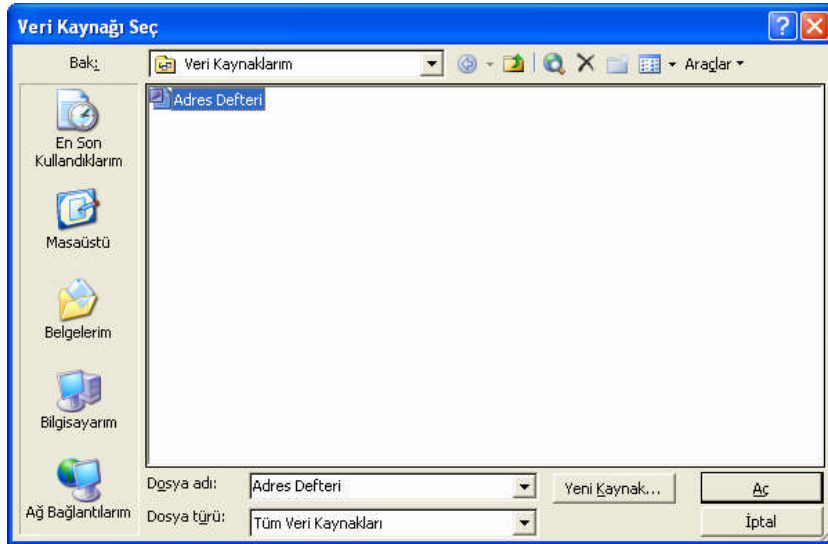 Veri Kaynağı Seç
Bak:
Veri Kaynaklarım
Araçlar
Adres Defteri
En Son
Kullandıklarım
Masaüstü
Belgelerim
Bilgisayarım
Ağ Bağlantılarım
Dosya adı:
Adres Defteri
Yeni Kaynak...
Aç
Dosya türü:
Tüm Veri Kaynakları
İptal